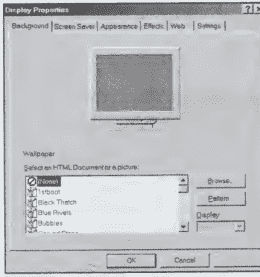 Display Properties
Background Screen Saver Appearance Effects Web Settings
Wallpaper
Select an HTML Document or a picture:
(None)
1stboot
Black Thatch
Blue Rivets
Bubbles
Browse...
Pattern
Display:
OK
Cancel